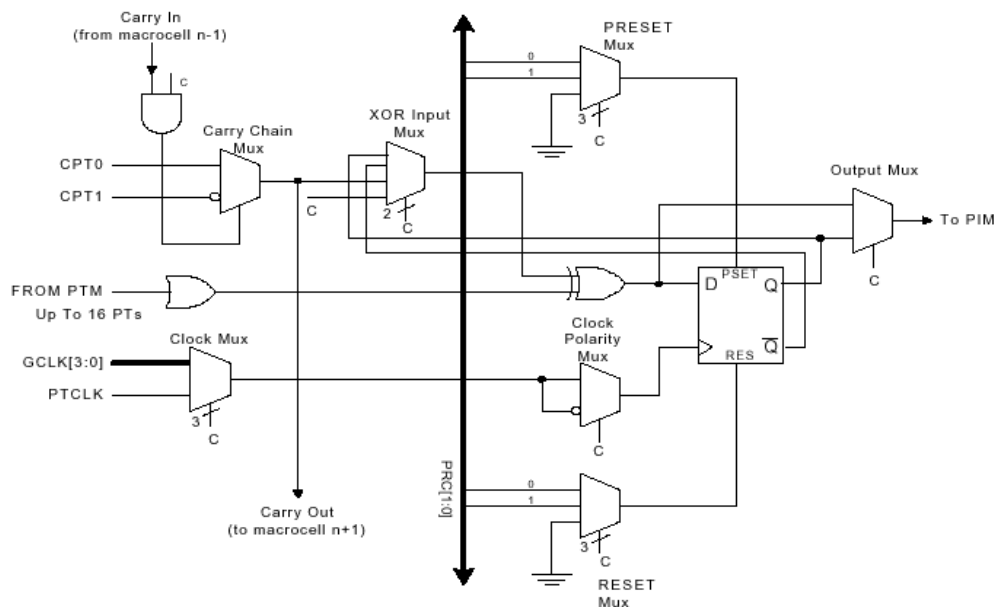 Carry In
(from macrocell n-1)
C
PRESET
Mux
0
1
3
C
Carry Chain
Mux
XOR Input
Mux
CPT0
CPT1
C
2
C
Output Mux
To PIM
C
FROM PTM
Up To 16 PTs
PSET
D
Q
RES
Q
Clock Mux
Clock
Polarity
Mux
GCLK[3:0]
PTCLK
3
C
C
PRC[1:0]
0
1
3
C
Carry Out
(to macrocell n+1)
RESET
Mux